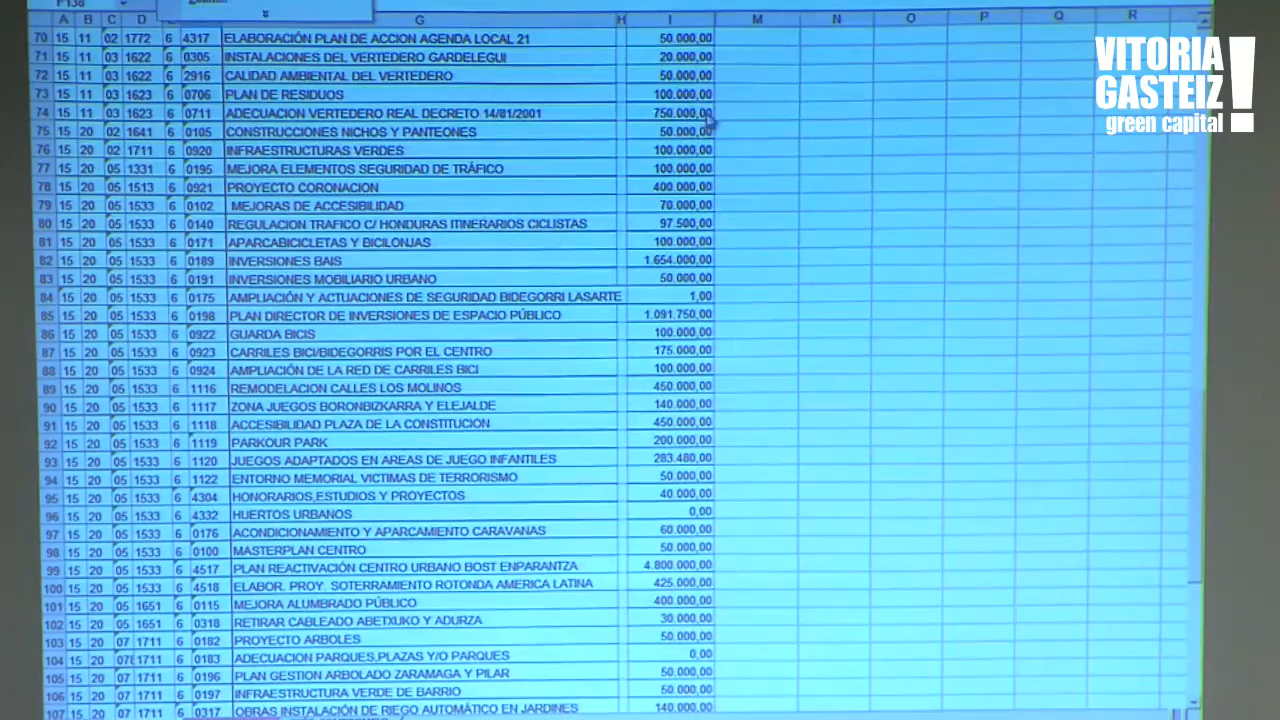 F138
A B C D G H I M N O P Q R
70 15 11 02 1772 6 4317 ELABORACIÓN PLAN DE ACCION AGENDA LOCAL 21 50.000,00
71 15 11 03 1622 6 0305 INSTALACIONES DEL VERTEDERO GARDELEGUI 20.000,00
72 15 11 03 1622 6 2916 CALIDAD AMBIENTAL DEL VERTEDERO 50.000,00
73 15 11 03 1623 6 0706 PLAN DE RESIDUOS 100.000,00
74 15 11 03 1623 6 0711 ADECUACION VERTEDERO REAL DECRETO 14/81/2001 750.000,00
75 15 20 02 1641 6 0105 CONSTRUCCIONES NICHOS Y PANTEONES 50.000,00
76 15 20 02 1711 6 0920 INFRAESTRUCTURAS VERDES 100.000,00
77 15 20 05 1331 6 0195 MEJORA ELEMENTOS SEGURIDAD DE TRÁFICO 100.000,00
78 15 20 05 1513 6 0921 PROYECTO CORONACION 400.000,00
79 15 20 05 1533 6 0102 MEJORAS DE ACCESIBILIDAD 70.000,00
80 15 20 05 1533 6 0140 REGULACION TRAFICO C/ HONDURAS ITINERARIOS CICLISTAS 97.500,00
81 15 20 05 1533 6 0171 APARCABICICLETAS Y BICILONJAS 100.000,00
82 15 20 05 1533 6 0189 INVERSIONES BAIS 1.654.000,00
83 15 20 05 1533 6 0191 INVERSIONES MOBILIARIO URBANO 50.000,00
84 15 20 05 1533 6 0175 AMPLIACIÓN Y ACTUACIONES DE SEGURIDAD BIDEGORRI LASARTE 1,00
85 15 20 05 1533 6 0198 PLAN DIRECTOR DE INVERSIONES DE ESPACIO PÚBLICO 1.091.750,00
86 15 20 05 1533 6 0922 GUARDA BICIS 100.000,00
87 15 20 05 1533 6 0923 CARRILES BICI/BIDEGORRIS POR EL CENTRO 175.000,00
88 15 20 05 1533 6 0924 AMPLIACIÓN DE LA RED DE CARRILES BICI 100.000,00
89 15 20 05 1533 6 1116 REMODELACION CALLES LOS MOLINOS 450.000,00
90 15 20 05 1533 6 1117 ZONA JUEGOS BORONBIZKARRA Y ELEJALDE 140.000,00
91 15 20 05 1533 6 1118 ACCESIBILIDAD PLAZA DE LA CONSTITUCION 450.000,00
92 15 20 05 1533 6 1119 PARKOUR PARK 200.000,00
93 15 20 05 1533 6 1120 JUEGOS ADAPTADOS EN AREAS DE JUEGO INFANTILES 283.480,00
94 15 20 05 1533 6 1122 ENTORNO MEMORIAL VICTIMAS DE TERRORISMO 50.000,00
95 15 20 05 1533 6 4304 HONORARIOS,ESTUDIOS Y PROYECTOS 40.000,00
96 15 20 05 1533 6 4332 HUERTOS URBANOS 0,00
97 15 20 05 1533 6 0176 ACONDICIONAMIENTO Y APARCAMIENTO CARAVANAS 60.000,00
98 15 20 05 1533 6 0100 MASTERPLAN CENTRO 50.000,00
99 15 20 05 1533 6 4517 PLAN REACTIVACIÓN CENTRO URBANO BOST ENPARANTZA 4.800.000,00
100 15 20 05 1533 6 4518 ELABOR. PROY. SOTERRAMIENTO ROTONDA AMERICA LATINA 425.000,00
101 15 20 05 1651 6 0115 MEJORA ALUMBRADO PÚBLICO 400.000,00
102 15 20 05 1651 6 0318 RETIRAR CABLEADO ABETXUKO Y ADURZA 30.000,00
103 15 20 07 1711 6 0182 PROYECTO ARBOLES 50.000,00
104 15 20 07 1711 6 0183 ADECUACION PARQUES,PLAZAS Y/O PARQUES 0,00
105 15 20 07 1711 6 0196 PLAN GESTION ARBOLADO ZARAMAGA Y PILAR 50.000,00
106 15 20 07 1711 6 0197 INFRAESTRUCTURA VERDE DE BARRIO 50.000,00
107 15 20 07 1711 6 0317 OBRAS INSTALACIÓN DE RIEGO AUTOMÁTICO EN JARDINES 140.000,00
VITORIA
GASTEIZ!
green capital